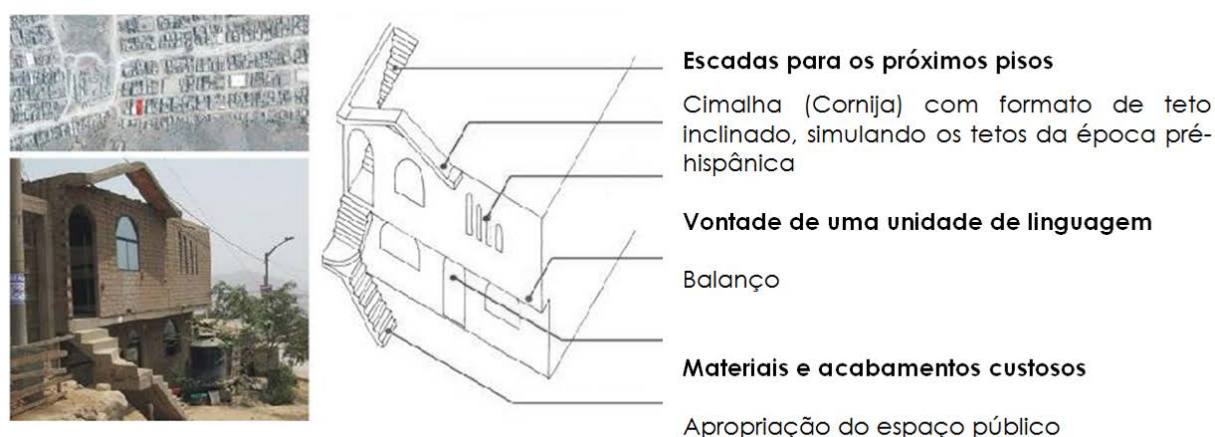 Escadas para os próximos pisos
Cimalha (Cornija) com formato de teto
inclinado, simulando os tetos da época pré-
hispânica
Vontade de uma unidade de linguagem
Balanço
Materiais e acabamentos custosos
Apropriação do espaço público